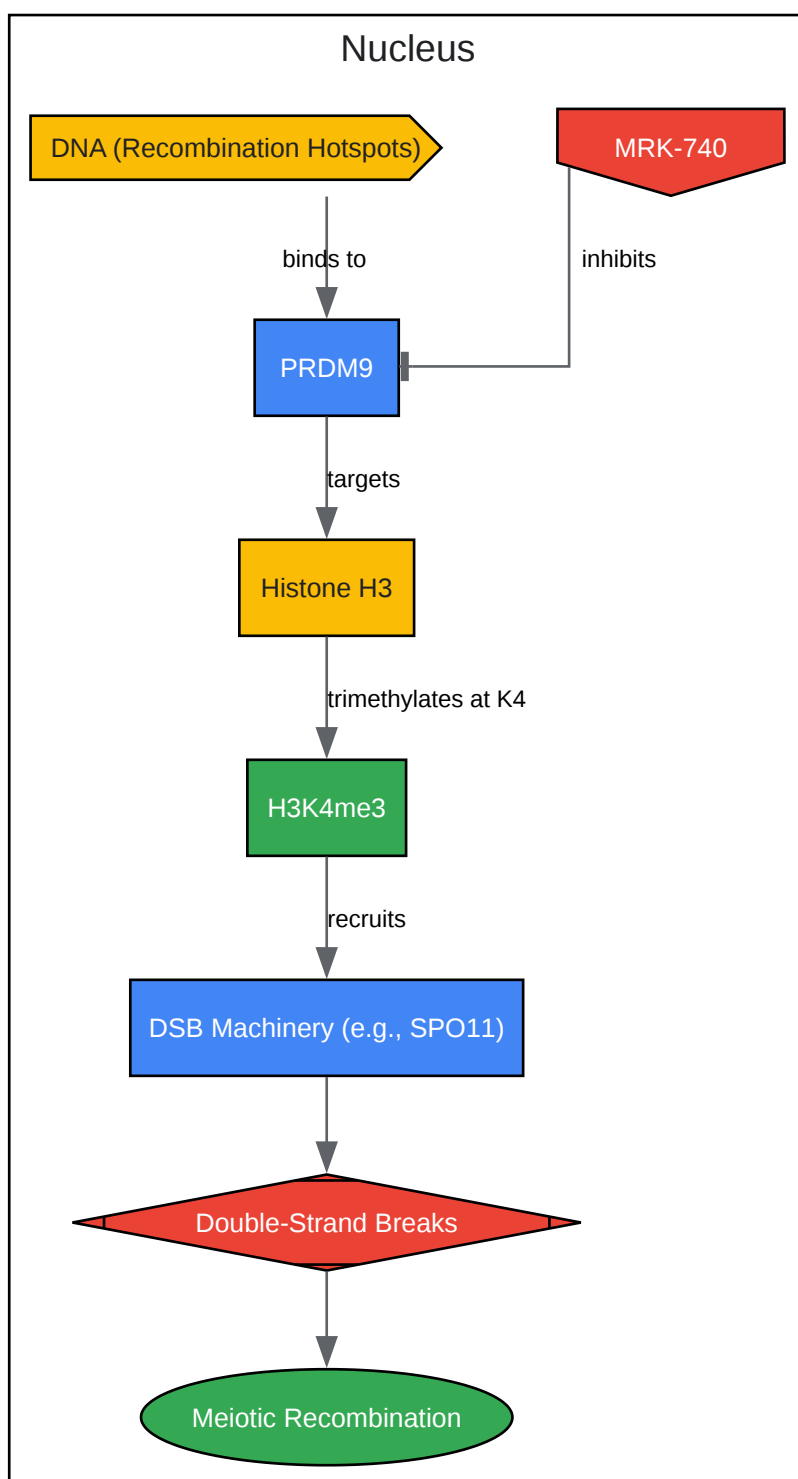 Nucleus
DNA (Recombination Hotspots)
MRK-740
binds to
inhibits
PRDM9
targets
Histone H3
trimethylates at K4
H3K4me3
recruits
DSB Machinery (e.g., SPO11)
Double-Strand Breaks
Meiotic Recombination